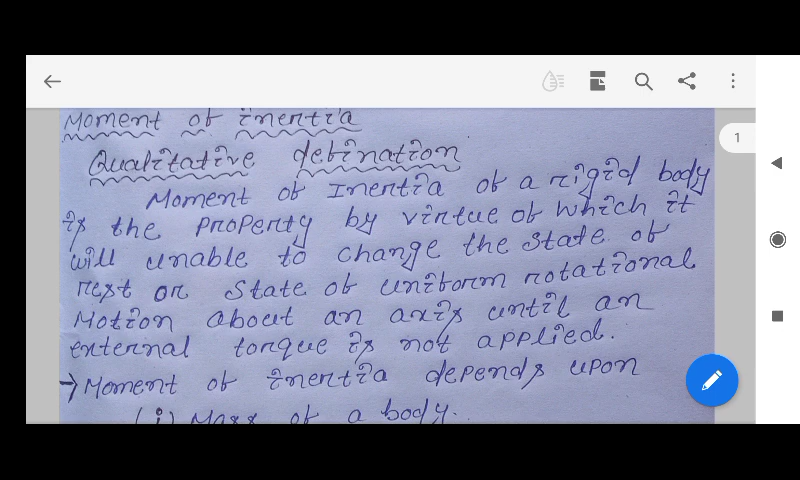 Moment of inertia
Qualitative defination
Moment of Inertia of a rigid body
is the property by virtue of which it
will unable to change the state of
rest or state of uniform rotational
Motion about an axis until an
external torque is not applied.
→ Moment of inertia depends upon
(i) Mass of a body.
1